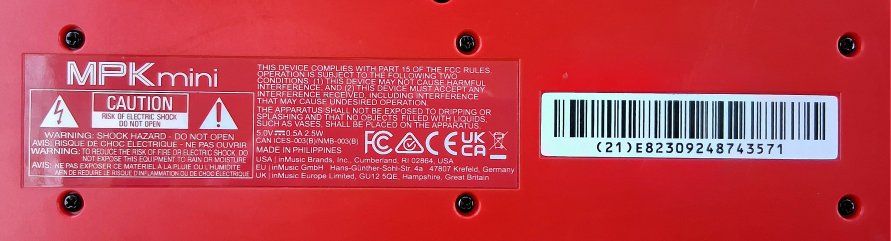 MPKmini
CAUTION
RISK OF ELECTRIC SHOCK
DO NOT OPEN
WARNING: SHOCK HAZARD - DO NOT OPEN
AVIS: RISQUE DE CHOC ÉLECTRIQUE - NE PAS OUVRIR
WARNING: TO REDUCE THE RISK OF FIRE OR ELECTRIC SHOCK, DO
NOT EXPOSE THIS EQUIPMENT TO RAIN OR MOISTURE
AVIS: NE PAS EXPOSER CE MATERIEL A LA PLUIE OU L'HUMIDITE
AFIN DE REDUIRE LE RISQUE D'INFLAMMATION OU DE CHOC ÉLECTRIQUE
THIS DEVICE COMPLIES WITH PART 15 OF THE FCC RULES.
OPERATION IS SUBJECT TO THE FOLLOWING TWO
CONDITIONS: (1) THIS DEVICE MAY NOT CAUSE HARMFUL
INTERFERENCE, AND (2) THIS DEVICE MUST ACCEPT ANY
INTERFERENCE RECEIVED, INCLUDING INTERFERENCE
THAT MAY CAUSE UNDESIRED OPERATION.
THE APPARATUS SHALL NOT BE EXPOSED TO DRIPPING OR
SPLASHING AND THAT NO OBJECTS FILLED WITH LIQUIDS,
SUCH AS VASES, SHALL BE PLACED ON THE APPARATUS.
5.0V⎓0.5A 2.5W
CAN ICES-003(B)/NMB-003(B)
MADE IN PHILIPPINES
FC CE UK CA
USA | inMusic Brands, Inc., Cumberland, RI 02864, USA
EU | inMusic GmbH Hans-Günther-Sohl-Str. 4a 47807 Krefeld, Germany
UK | inMusic Europe Limited, GU12 5QE, Hampshire, Great Britain
(21)E82309248743571